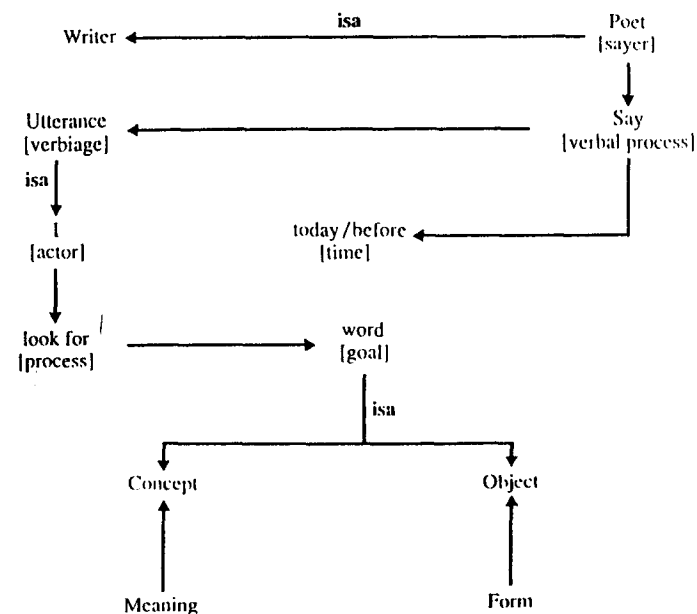 isa
Writer
Poet
[sayer]
Utterance
[verbiage]
Say
[verbal process]
isa
I
[actor]
today/before
[time]
look for
[process]
word
[goal]
isa
Concept
Object
Meaning
Form